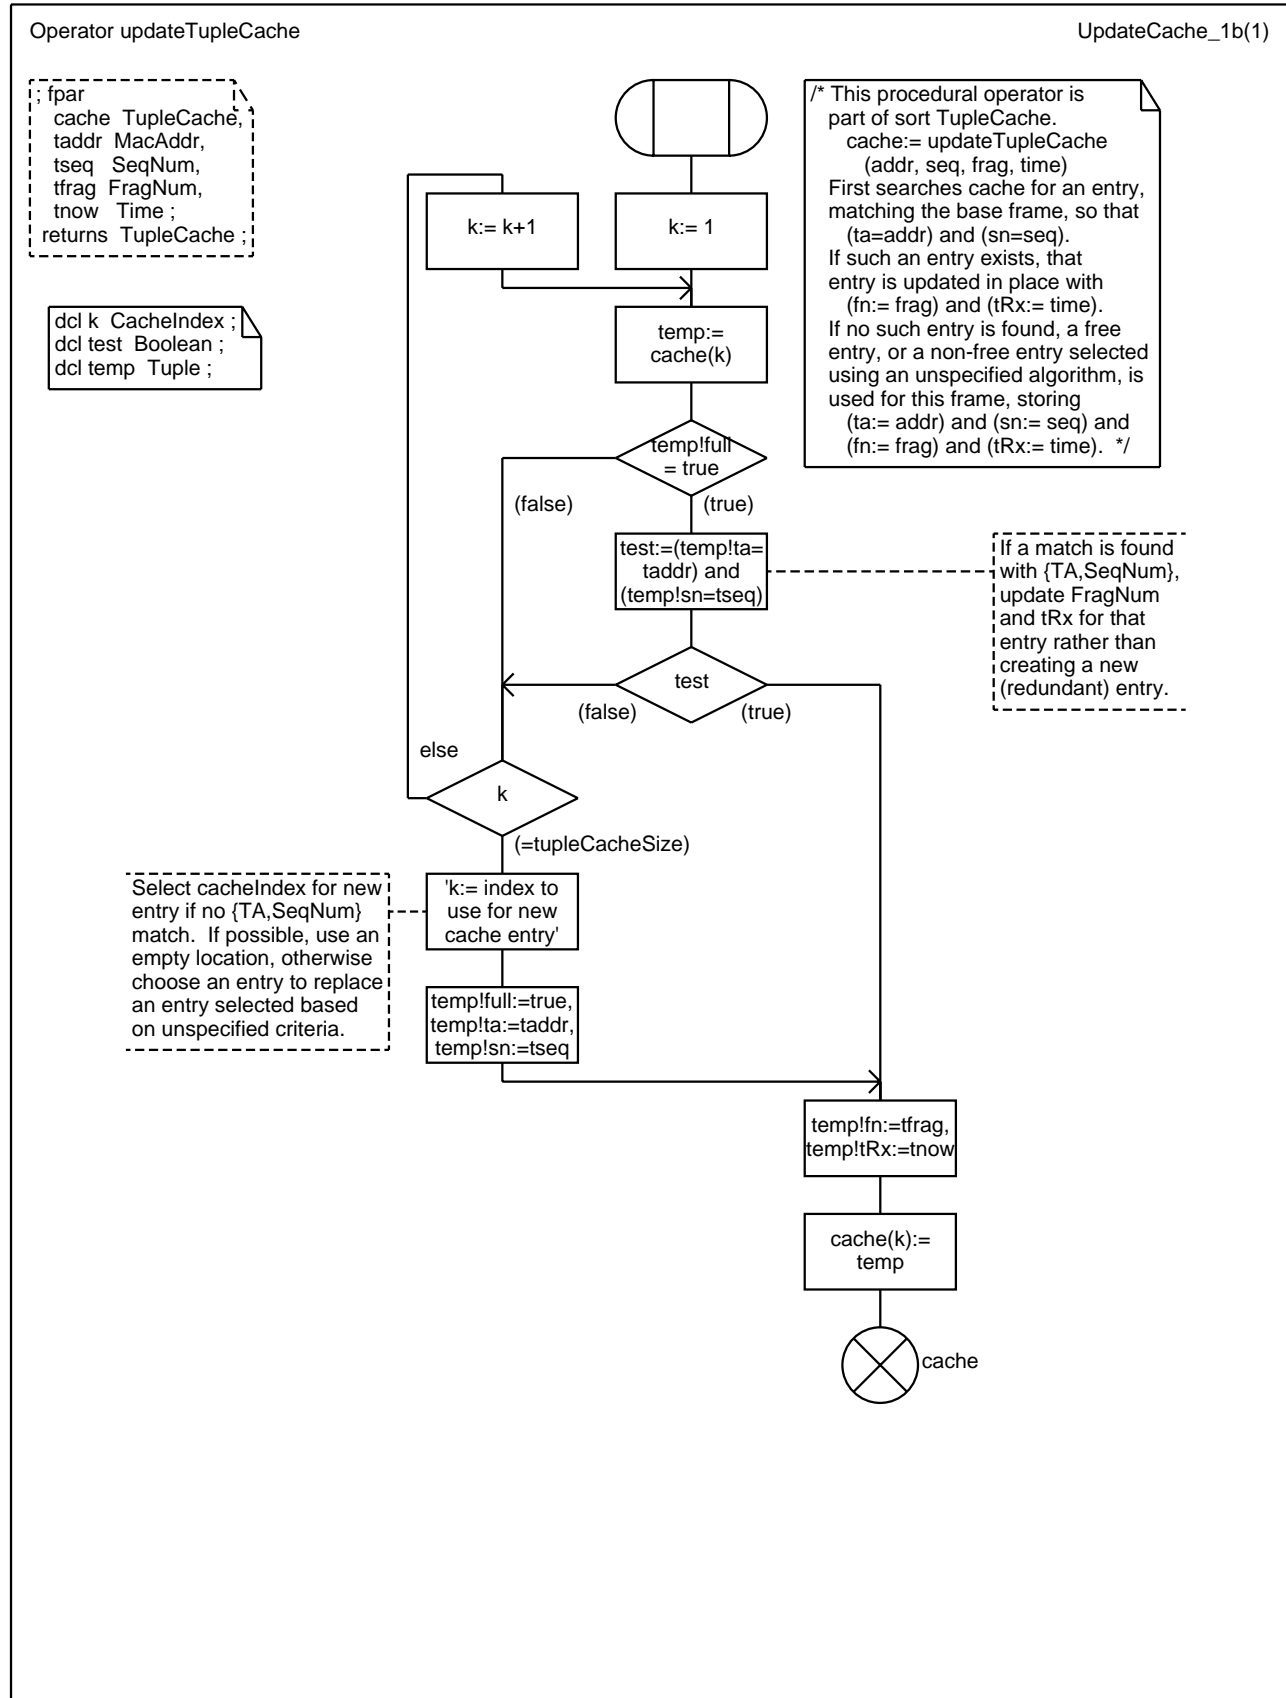 Operator updateTupleCache
UpdateCache_1b(1)
; fpar
cache  TupleCache,
taddr  MacAddr,
tseq   SeqNum,
tfrag  FragNum,
tnow   Time ;
returns  TupleCache ;
dcl k  CacheIndex ;
dcl test  Boolean ;
dcl temp  Tuple ;
/* This procedural operator is
part of sort TupleCache.
cache:= updateTupleCache
(addr, seq, frag, time)
First searches cache for an entry,
matching the base frame, so that
(ta=addr) and (sn=seq).
If such an entry exists, that
entry is updated in place with
(fn:= frag) and (tRx:= time).
If no such entry is found, a free
entry, or a non-free entry selected
using an unspecified algorithm, is
used for this frame, storing
(ta:= addr) and (sn:= seq) and
(fn:= frag) and (tRx:= time).  */
k:= k+1
k:= 1
temp:=
cache(k)
temp!full
= true
(false)
(true)
test:=(temp!ta=
taddr) and
(temp!sn=tseq)
If a match is found
with {TA,SeqNum},
update FragNum
and tRx for that
entry rather than
creating a new
(redundant) entry.
test
(false)
(true)
else
k
(=tupleCacheSize)
Select cacheIndex for new
entry if no {TA,SeqNum}
match.  If possible, use an
empty location, otherwise
choose an entry to replace
an entry selected based
on unspecified criteria.
'k:= index to
use for new
cache entry'
temp!full:=true,
temp!ta:=taddr,
temp!sn:=tseq
temp!fn:=tfrag,
temp!tRx:=tnow
cache(k):=
temp
cache